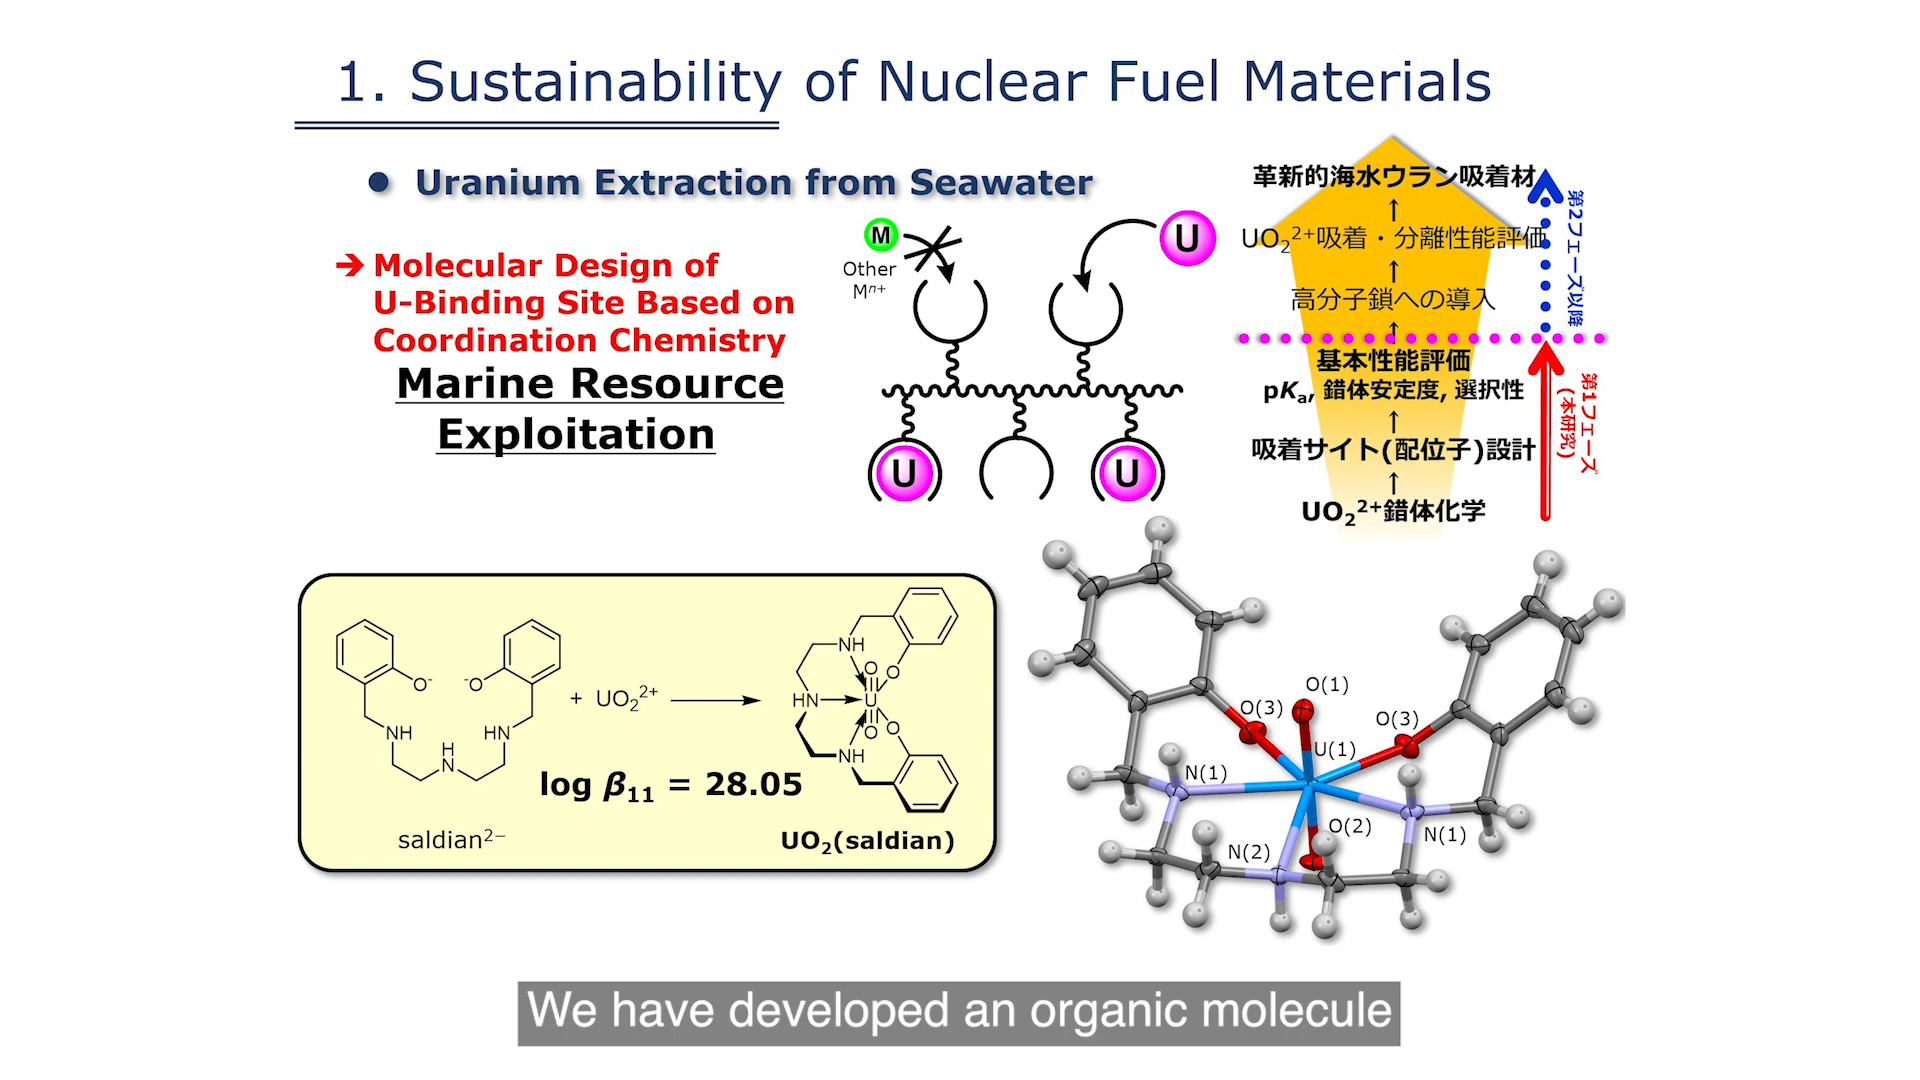 1. Sustainability of Nuclear Fuel Materials
● Uranium Extraction from Seawater
➔ Molecular Design of
U-Binding Site Based on
Coordination Chemistry
Marine Resource
Exploitation
M
Other
Mⁿ⁺
U
U
U
革新的海水ウラン吸着材
↑
UO₂²⁺吸着・分離性能評価
↑
高分子鎖への導入
↑
基本性能評価
pKₐ, 錯体安定度, 選択性
↑
吸着サイト(配位子)設計
↑
UO₂²⁺錯体化学
第2フェーズ以降
第1フェーズ
(本研究)
O⁻
⁻O
NH
H
N
HN
saldian²⁻
+ UO₂²⁺
log β₁₁ = 28.05
NH
O
O
HN
U
O
O
NH
UO₂(saldian)
O(1)
O(3)
O(3)
U(1)
N(1)
O(2)
N(1)
N(2)
We have developed an organic molecule